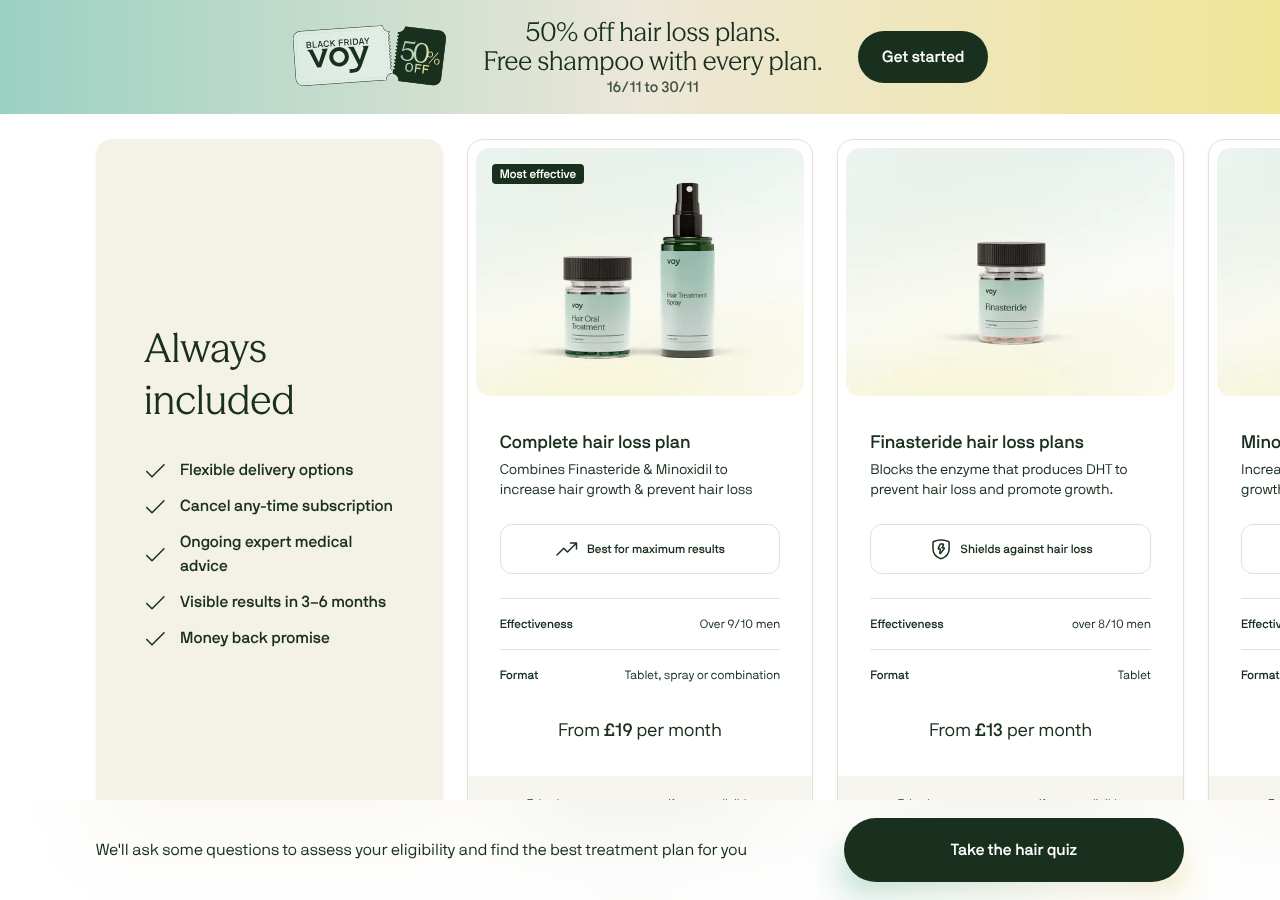 BLACK FRIDAY
voy
50%
OFF
50% off hair loss plans.
Free shampoo with every plan.
16/11 to 30/11
Get started
Always
included
Flexible delivery options
Cancel any-time subscription
Ongoing expert medical
advice
Visible results in 3–6 months
Money back promise
Most effective
voy
Hair Oral
Treatment
voy
Hair Treatment
Spray
Complete hair loss plan
Combines Finasteride & Minoxidil to
increase hair growth & prevent hair loss
Best for maximum results
Effectiveness Over 9/10 men
Format Tablet, spray or combination
From £19 per month
voy
Finasteride
Finasteride hair loss plans
Blocks the enzyme that produces DHT to
prevent hair loss and promote growth.
Shields against hair loss
Effectiveness over 8/10 men
Format Tablet
From £13 per month
Format
We'll ask some questions to assess your eligibility and find the best treatment plan for you
Take the hair quiz